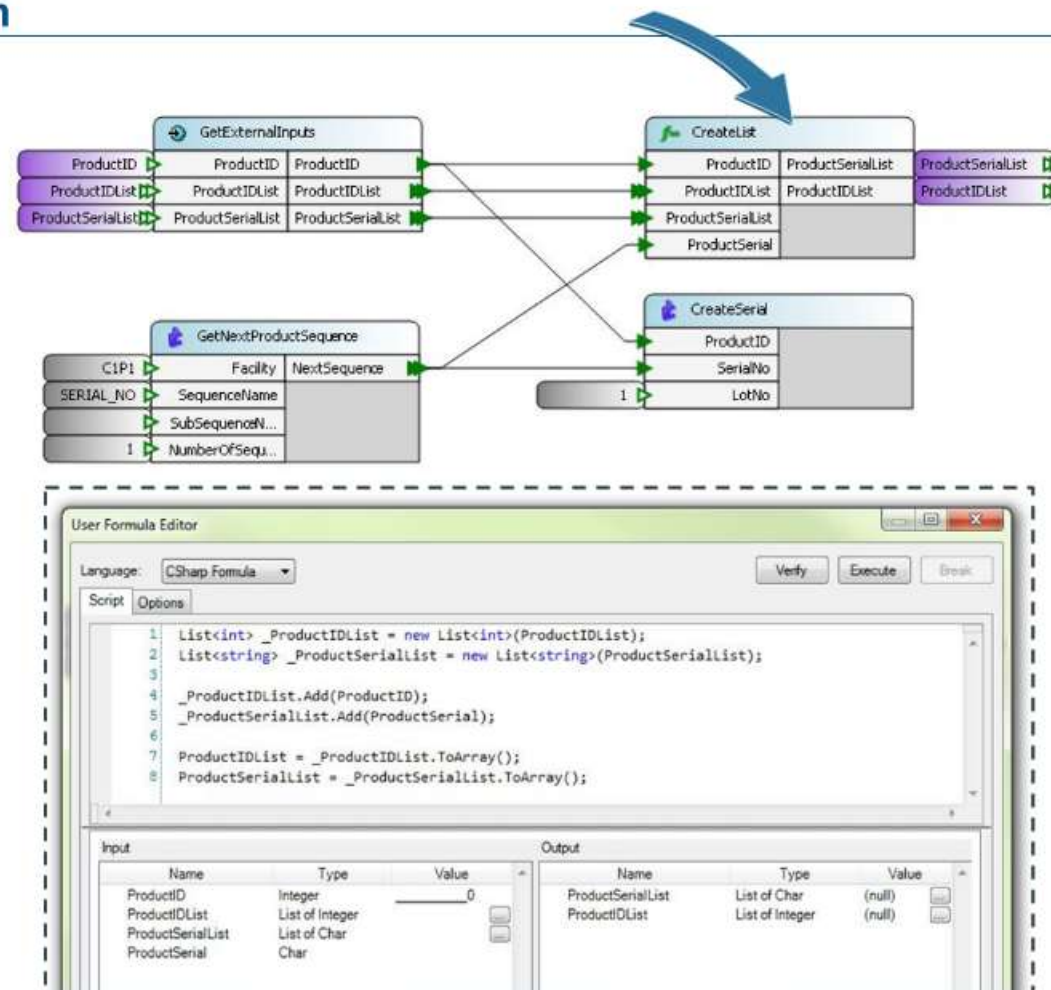 n
GetExternalInputs
ProductID ProductID ProductID
ProductIDList ProductIDList ProductIDList
ProductSerialList ProductSerialList ProductSerialList
CreateList
ProductID ProductSerialList ProductSerialList
ProductIDList ProductIDList ProductIDList
ProductSerialList
ProductSerial
GetNextProductSequence
C1P1 Facility NextSequence
SERIAL_NO SequenceName
SubSequenceN...
1 NumberOfSequ...
CreateSerial
ProductID
SerialNo
1 LotNo
User Formula Editor
Language: CSharp Formula Verify Execute Break
Script Options
1 List<int> _ProductIDList = new List<int>(ProductIDList);
2 List<string> _ProductSerialList = new List<string>(ProductSerialList);
3
4 _ProductIDList.Add(ProductID);
5 _ProductSerialList.Add(ProductSerial);
6
7 ProductIDList = _ProductIDList.ToArray();
8 ProductSerialList = _ProductSerialList.ToArray();
Input
Name Type Value
ProductID Integer 0
ProductIDList List of Integer ...
ProductSerialList List of Char ...
ProductSerial Char
Output
Name Type Value
ProductSerialList List of Char (null) ...
ProductIDList List of Integer (null) ...